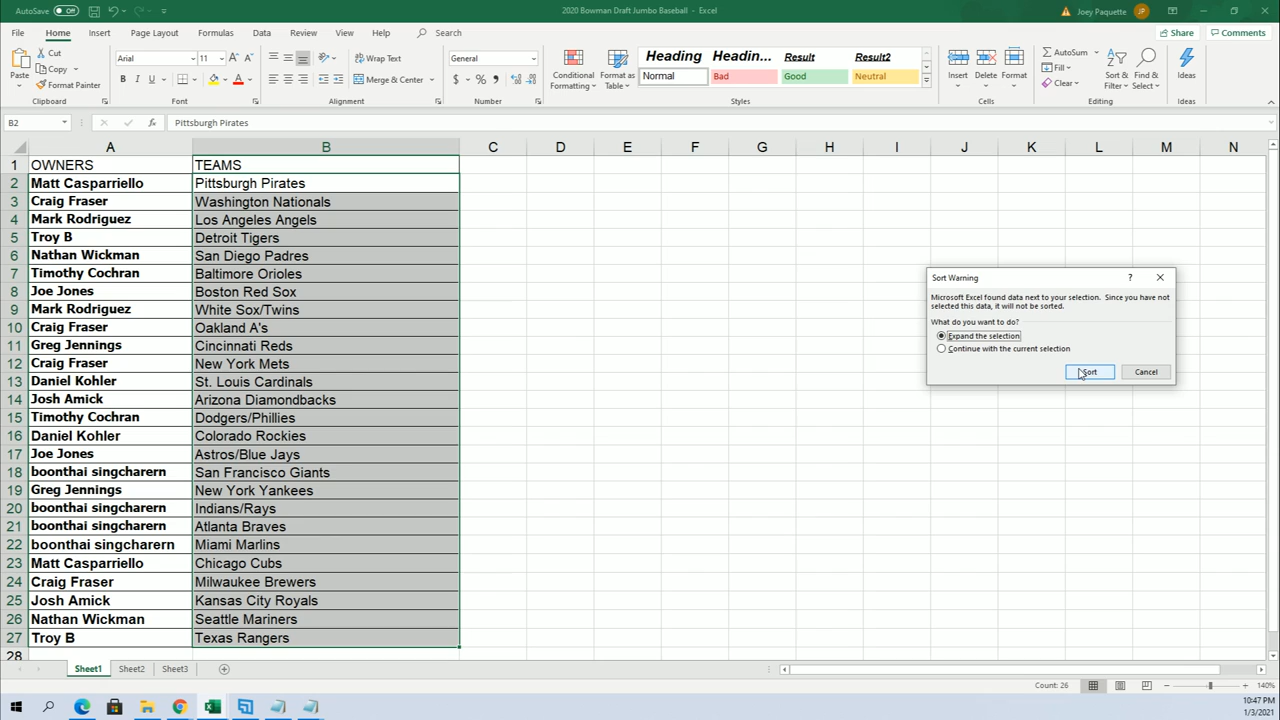 AutoSave Off 2020 Bowman Draft Jumbo Baseball - Excel Joey Paquette JP
File Home Insert Page Layout Formulas Data Review View Help Search Share Comments
Paste Cut Copy Format Painter Clipboard
Arial 11 A A B I U A Font
ab Wrap Text Merge & Center Alignment
General $ % , Number
Conditional Formatting Format as Table
Heading Headin... Result Result2
Normal Bad Good Neutral
Styles
Insert Delete Format Cells
AutoSum Fill Clear Sort & Filter Find & Select Editing
Ideas Ideas
B2 fx Pittsburgh Pirates
A B C D E F G H I J K L M N
1 OWNERS TEAMS
2 Matt Casparriello Pittsburgh Pirates
3 Craig Fraser Washington Nationals
4 Mark Rodriguez Los Angeles Angels
5 Troy B Detroit Tigers
6 Nathan Wickman San Diego Padres
7 Timothy Cochran Baltimore Orioles
8 Joe Jones Boston Red Sox
9 Mark Rodriguez White Sox/Twins
10 Craig Fraser Oakland A's
11 Greg Jennings Cincinnati Reds
12 Craig Fraser New York Mets
13 Daniel Kohler St. Louis Cardinals
14 Josh Amick Arizona Diamondbacks
15 Timothy Cochran Dodgers/Phillies
16 Daniel Kohler Colorado Rockies
17 Joe Jones Astros/Blue Jays
18 boonthai singcharern San Francisco Giants
19 Greg Jennings New York Yankees
20 boonthai singcharern Indians/Rays
21 boonthai singcharern Atlanta Braves
22 boonthai singcharern Miami Marlins
23 Matt Casparriello Chicago Cubs
24 Craig Fraser Milwaukee Brewers
25 Josh Amick Kansas City Royals
26 Nathan Wickman Seattle Mariners
27 Troy B Texas Rangers
28
Sort Warning ?
Microsoft Excel found data next to your selection. Since you have not
selected this data, it will not be sorted.
What do you want to do?
Expand the selection
Continue with the current selection
Sort Cancel
Sheet1 Sheet2 Sheet3
Count: 26 140%
10:47 PM
1/3/2021